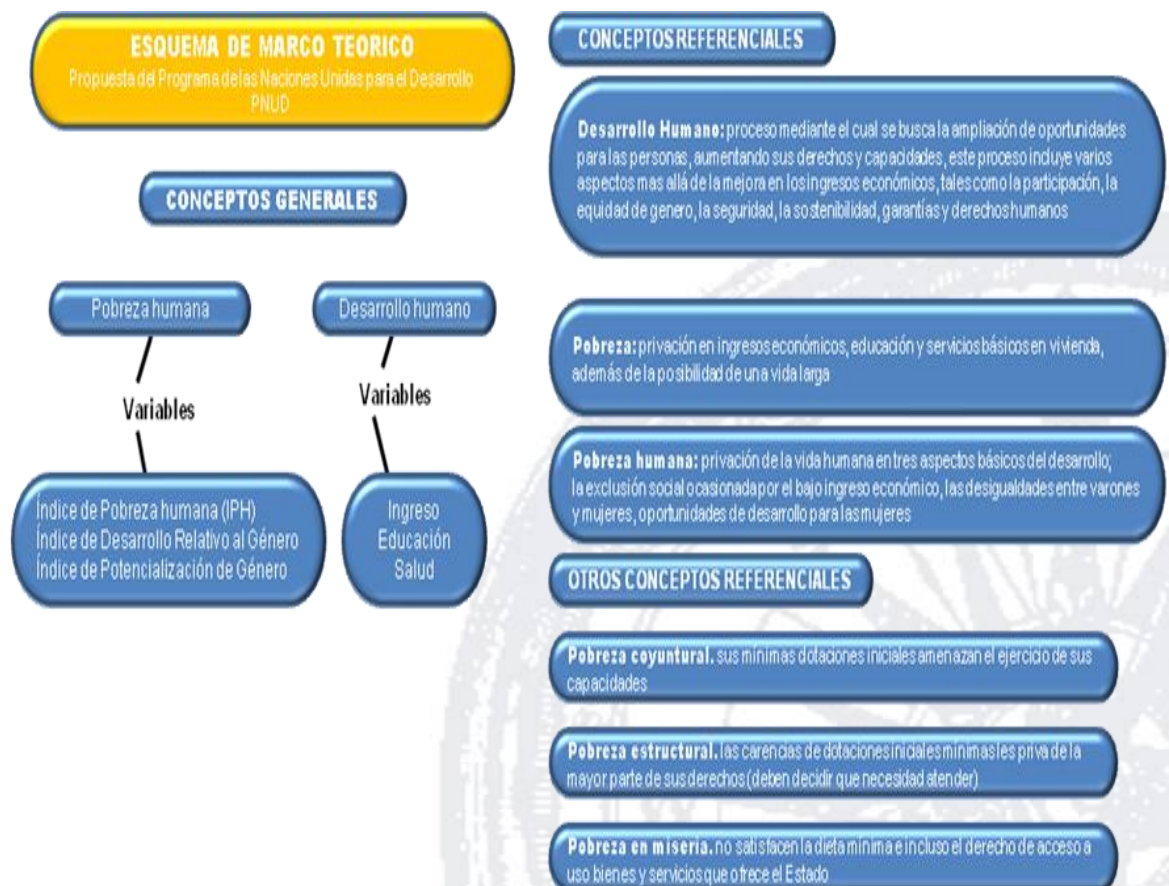 ESQUEMA DE MARCO TEORICO
Propuesta del Programa de las Naciones Unidas para el Desarrollo
PNUD
CONCEPTOS GENERALES
Pobreza humana
Desarrollo humano
Variables
Variables
Índice de Pobreza humana (IPH)
Índice de Desarrollo Relativo al Género
Índice de Potencialización de Género
Ingreso
Educación
Salud
CONCEPTOS REFERENCIALES
Desarrollo Humano: proceso mediante el cual se busca la ampliación de oportunidades
para las personas, aumentando sus derechos y capacidades, este proceso incluye varios
aspectos mas allá de la mejora en los ingresos económicos, tales como la participación, la
equidad de genero, la seguridad, la sostenibilidad, garantías y derechos humanos
Pobreza: privación en ingresos económicos, educación y servicios básicos en vivienda,
además de la posibilidad de una vida larga
Pobreza humana: privación de la vida humana en tres aspectos básicos del desarrollo;
la exclusión social ocasionada por el bajo ingreso económico, las desigualdades entre varones
y mujeres, oportunidades de desarrollo para las mujeres
OTROS CONCEPTOS REFERENCIALES
Pobreza coyuntural. sus mínimas dotaciones iniciales amenazan el ejercicio de sus
capacidades
Pobreza estructural. las carencias de dotaciones iniciales mínimas les priva de la
mayor parte de sus derechos (deben decidir que necesidad atender)
Pobreza en miseria. no satisfacen la dieta mínima e incluso el derecho de acceso a
uso bienes y servicios que ofrece el Estado